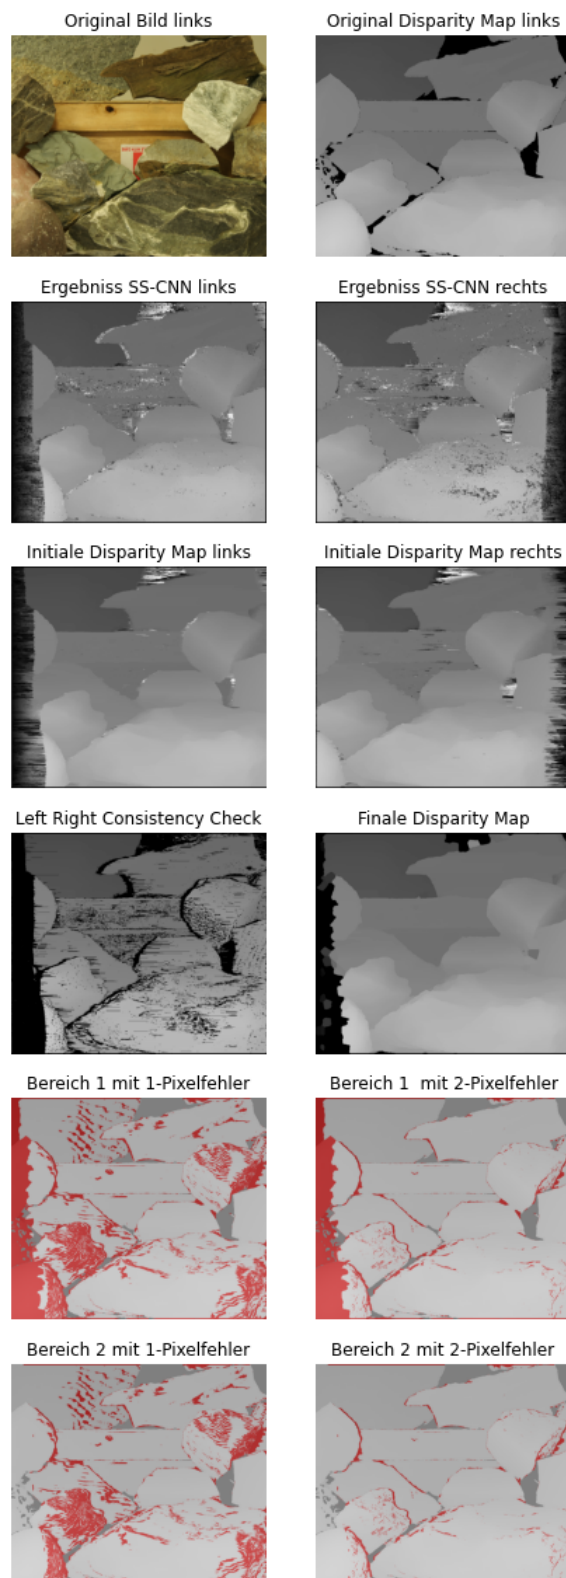 Original Bild links
Original Disparity Map links
Ergebniss SS-CNN links
Ergebniss SS-CNN rechts
Initiale Disparity Map links
Initiale Disparity Map rechts
Left Right Consistency Check
Finale Disparity Map
Bereich 1 mit 1-Pixelfehler
Bereich 1  mit 2-Pixelfehler
Bereich 2 mit 1-Pixelfehler
Bereich 2 mit 2-Pixelfehler